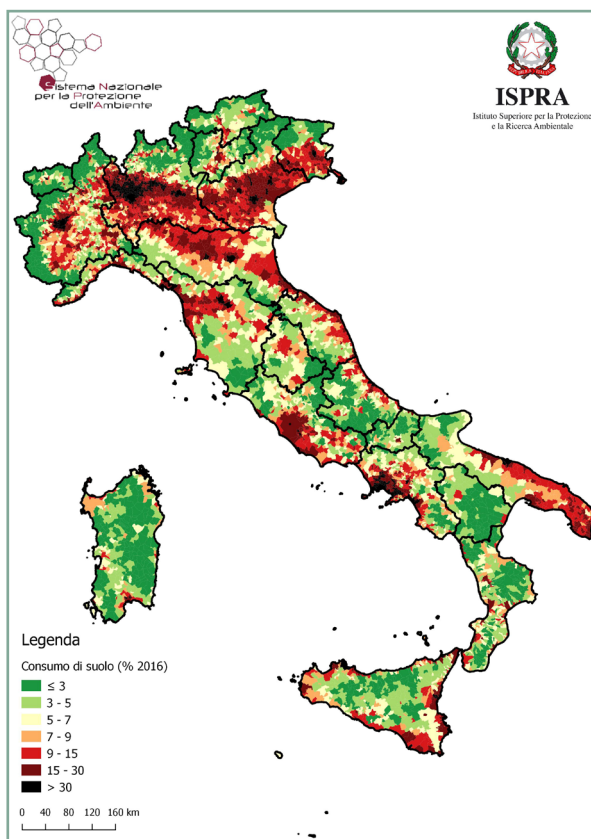 Sistema Nazionale
per la Protezione
dell'Ambiente
ISPRA
Istituto Superiore per la Protezione
e la Ricerca Ambientale
Legenda
Consumo di suolo (% 2016)
≤ 3
3 - 5
5 - 7
7 - 9
9 - 15
15 - 30
> 30
0 40 80 120 160 km